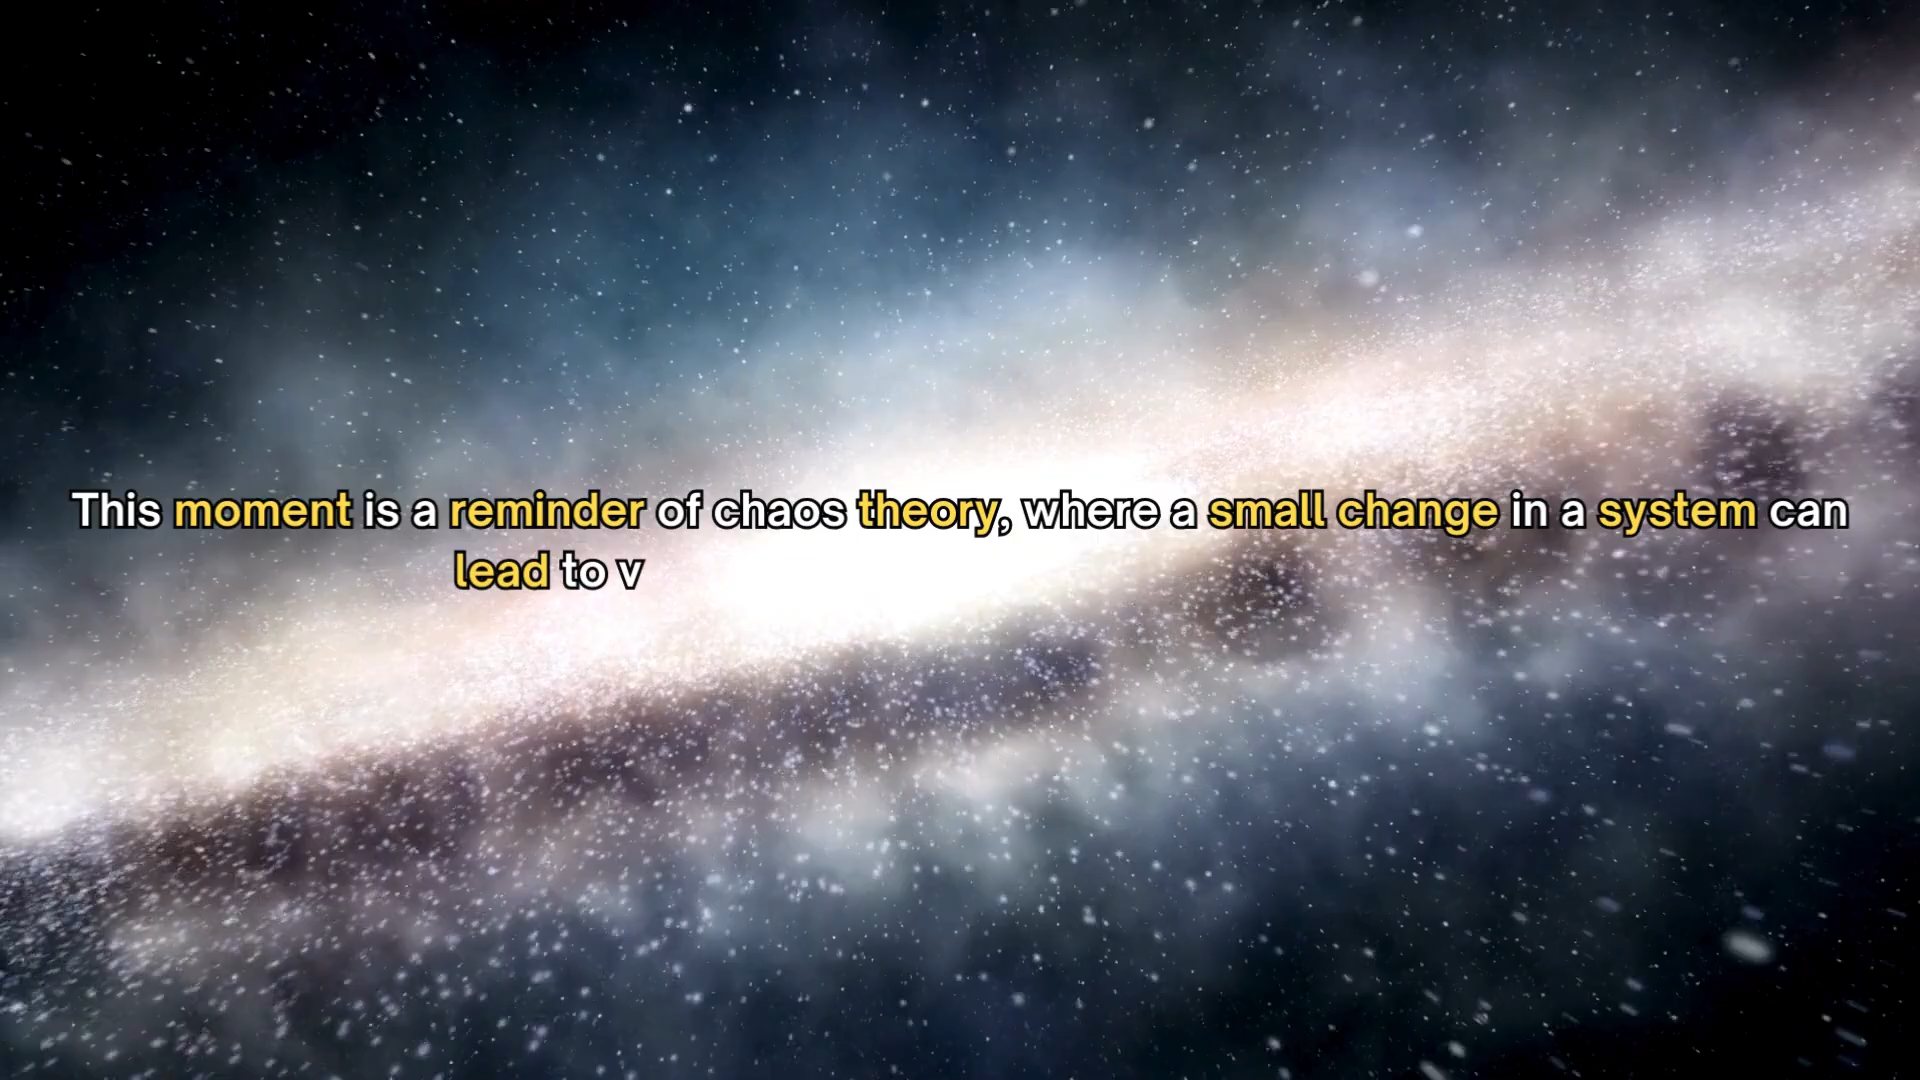 This moment is a reminder of chaos theory, where a small change in a system can
lead to v